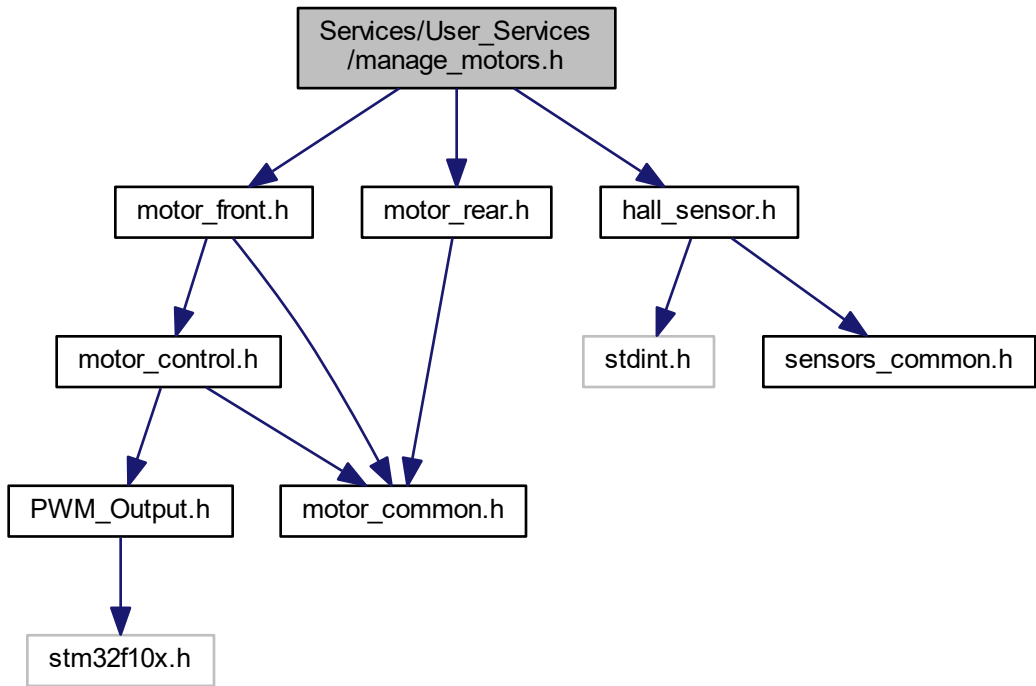 Services/User_Services
/manage_motors.h
motor_front.h
motor_rear.h
hall_sensor.h
motor_control.h
stdint.h
sensors_common.h
PWM_Output.h
motor_common.h
stm32f10x.h